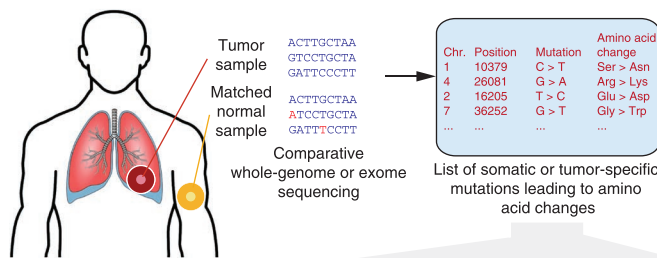 Tumor
sample
ACTTGCTAA
GTCCTGCTA
GATTCCCTT
Matched
normal
sample
ACTTGCTAA
ATCCTGCTA
GATTTCCTT
Comparative
whole-genome or exome
sequencing
Amino acid
Chr. Position Mutation change
1 10379 C > T Ser > Asn
4 26081 G > A Arg > Lys
2 16205 T > C Glu > Asp
7 36252 G > T Gly > Trp
... ... ... ...
List of somatic or tumor-specific
mutations leading to amino
acid changes